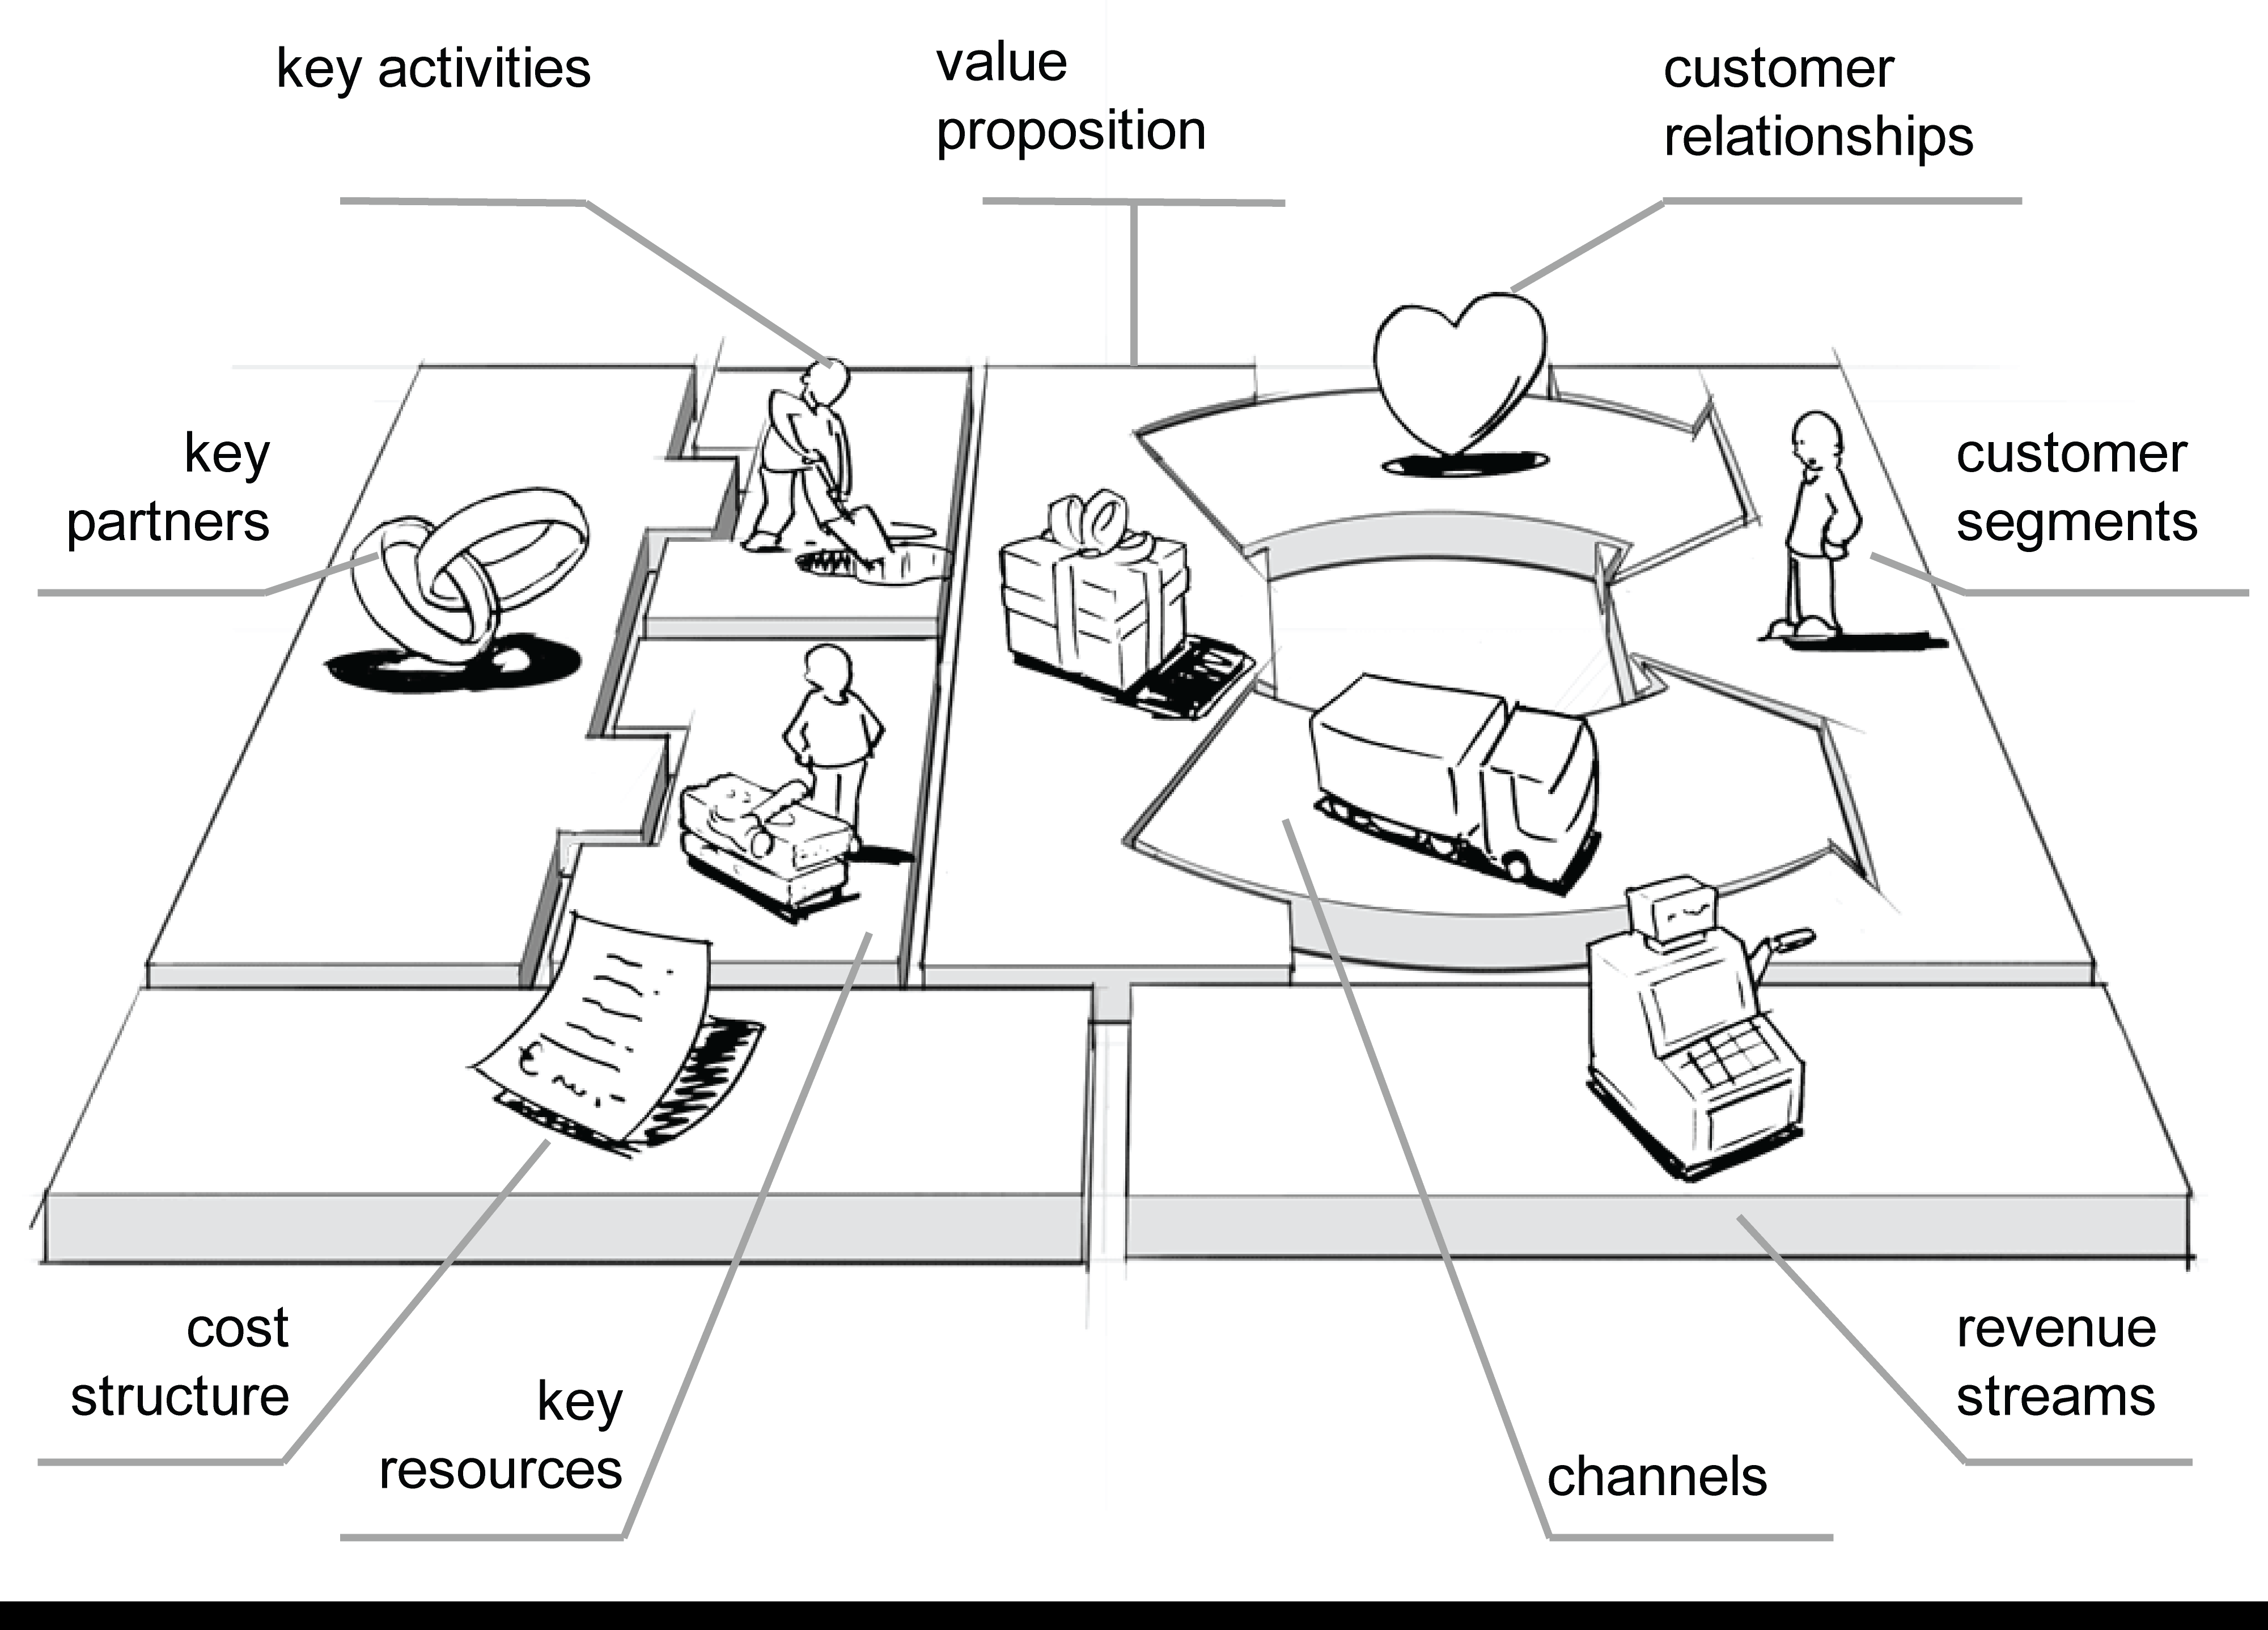 key activities
value
proposition
customer
relationships
key
partners
customer
segments
cost
structure
key
resources
channels
revenue
streams